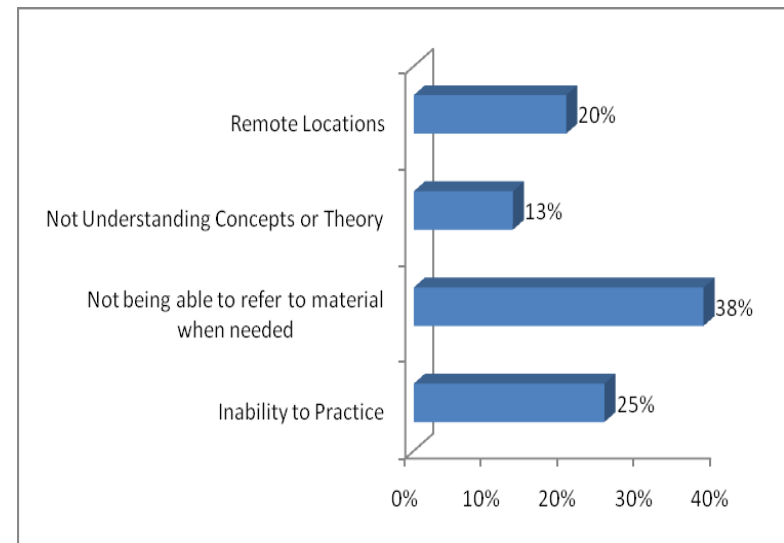 Remote Locations
20%
Not Understanding Concepts or Theory
13%
Not being able to refer to material
when needed
38%
Inability to Practice
25%
0% 10% 20% 30% 40%